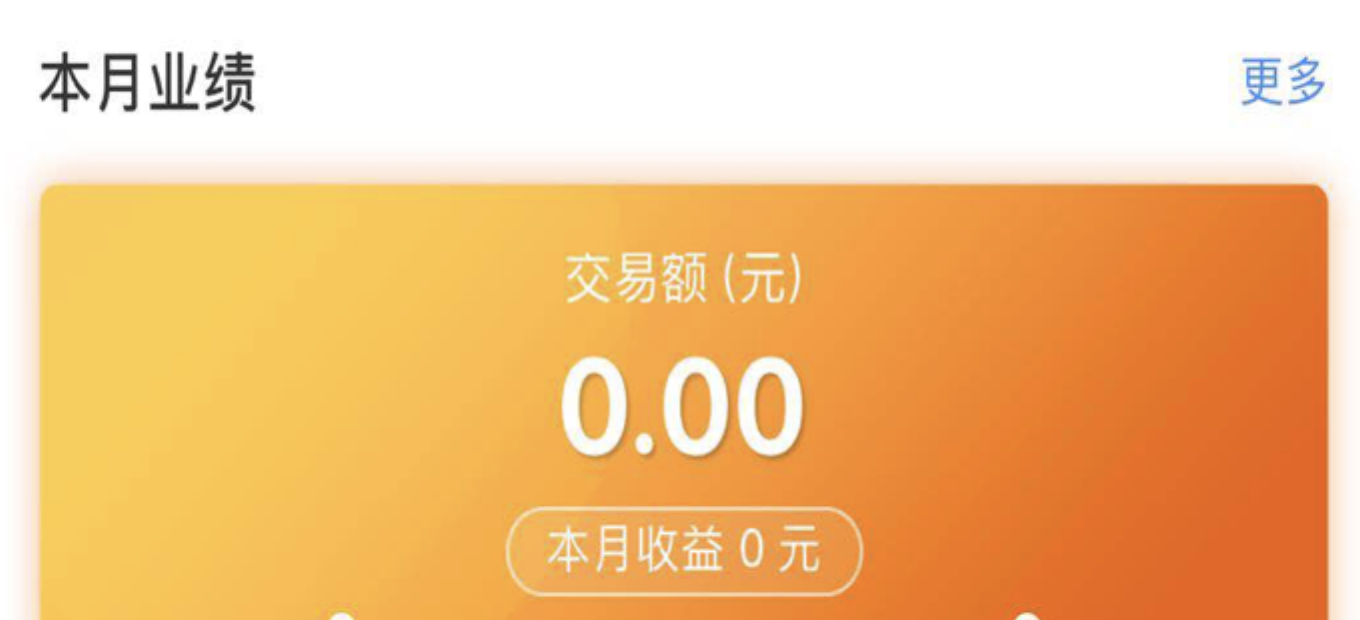 本月业绩 更多
交易额 (元)
0.00
本月收益 0 元